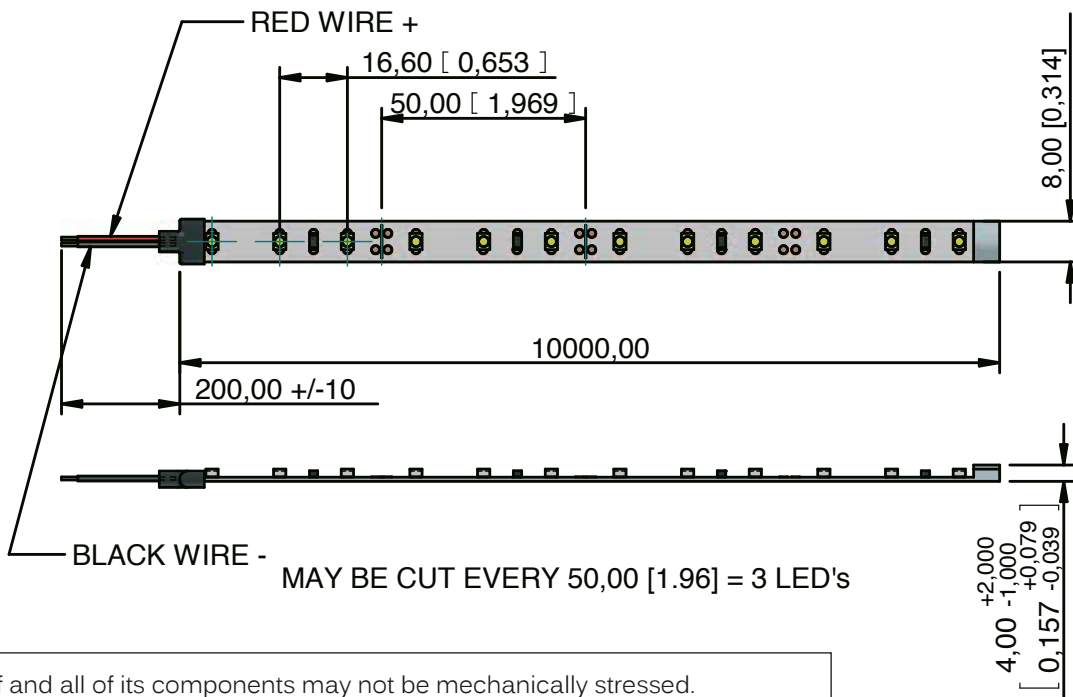 RED WIRE +
16,60 [ 0,653 ]
50,00 [ 1,969 ]
8,00 [0,314]
10000,00
200,00 +/-10
BLACK WIRE -
MAY BE CUT EVERY 50,00 [1.96] = 3 LED's
4,00 +2,000 -1,000
[ 0,157 +0,079 -0,039 ]
and all of its components may not be mechanically stressed.